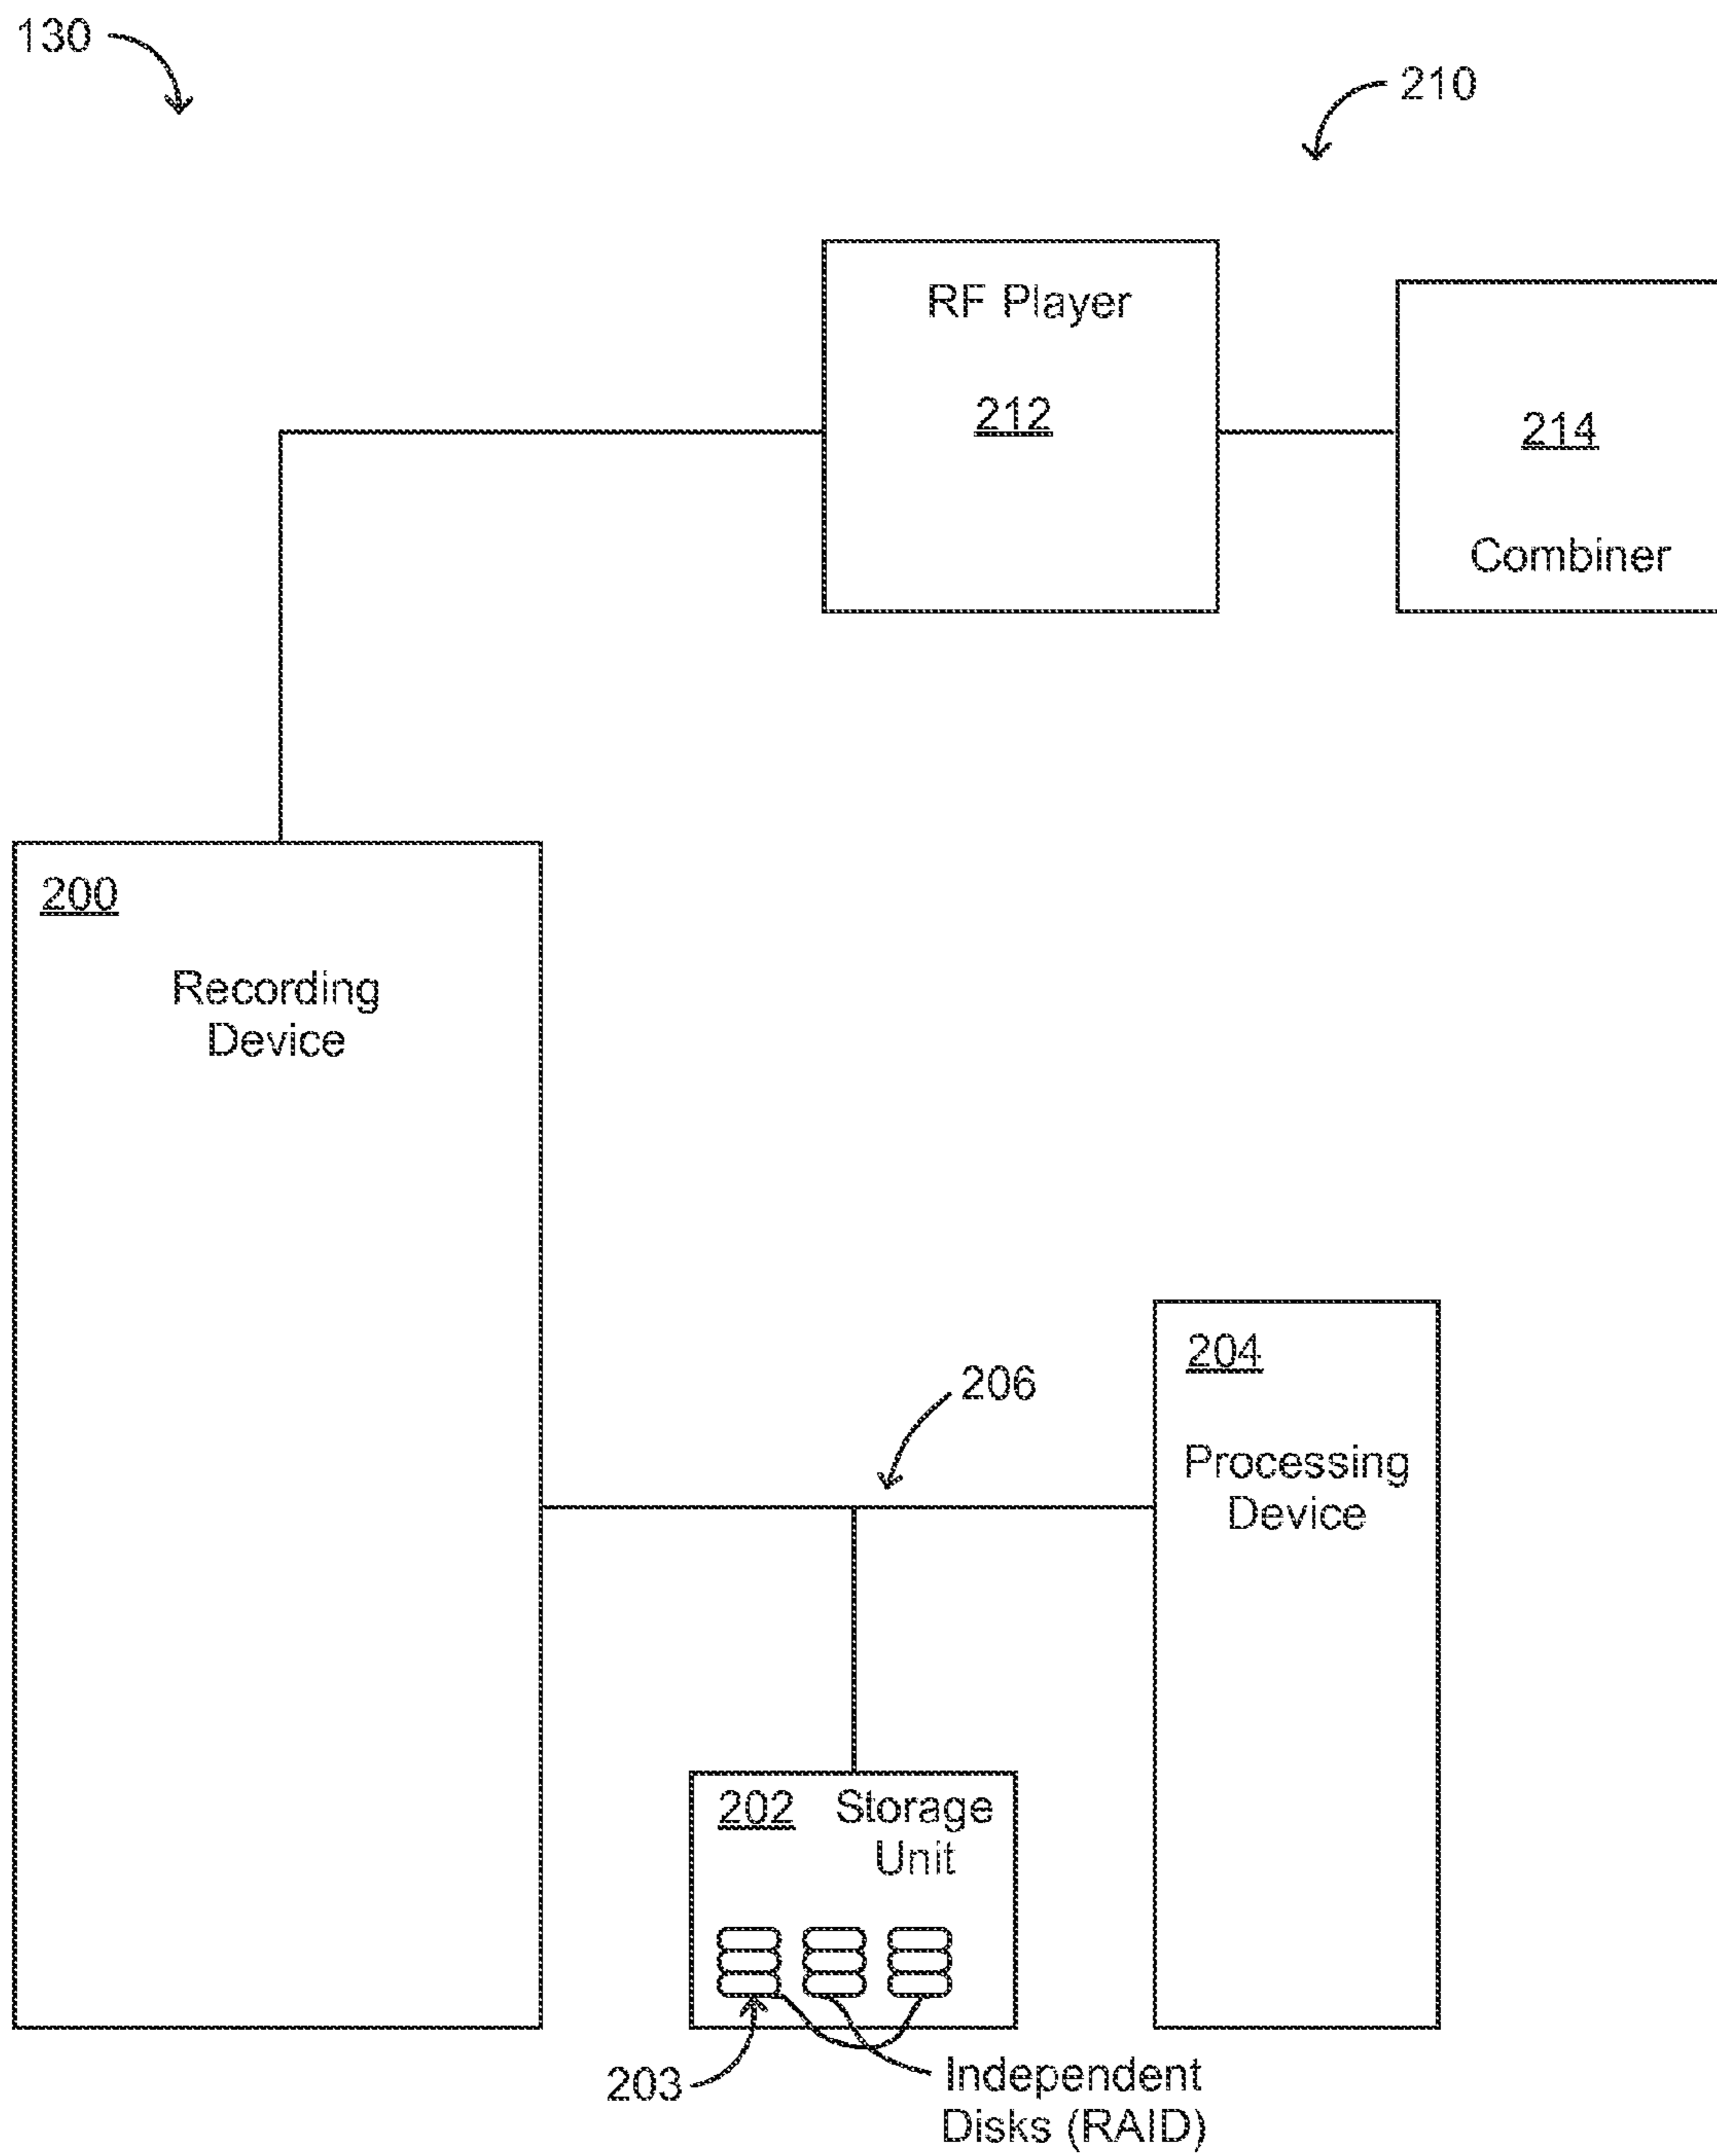 130
210
RF Player
212
214
Combiner
200
Recording
Device
206
204
Processing
Device
202 Storage
Unit
203
Independent
Disks (RAID)